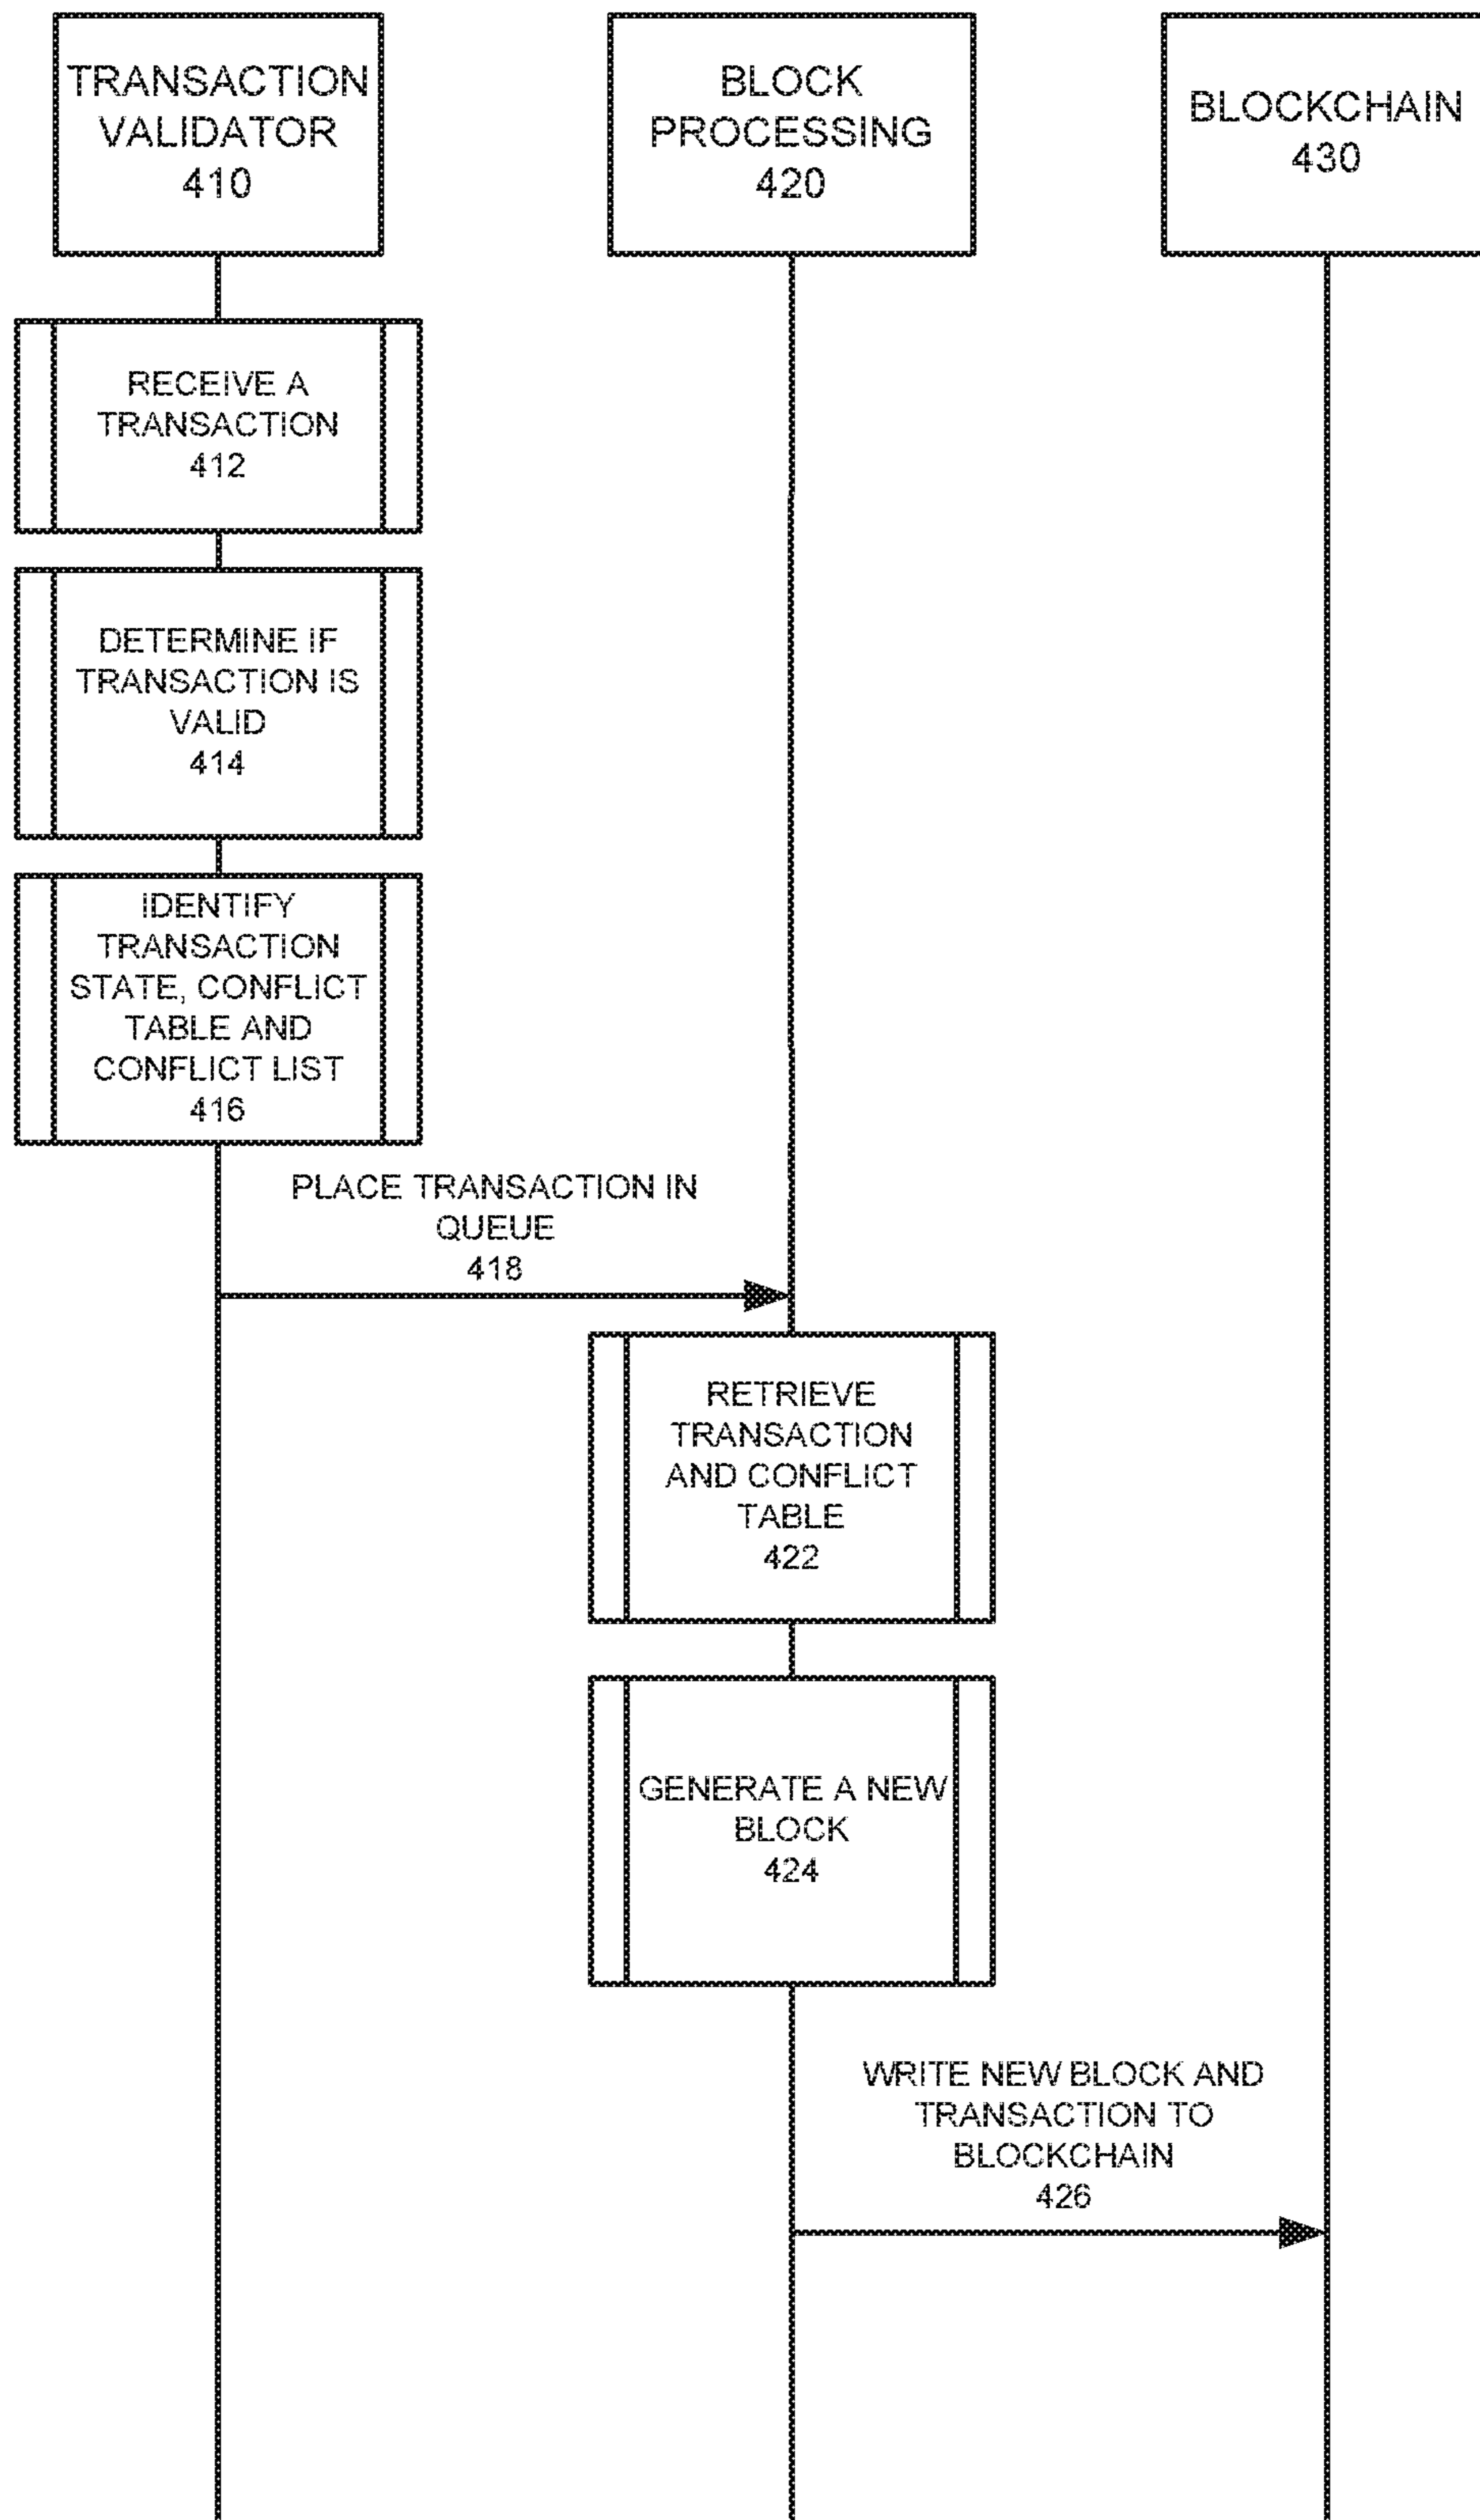 TRANSACTION
VALIDATOR
410
BLOCK
PROCESSING
420
BLOCKCHAIN
430
RECEIVE A
TRANSACTION
412
DETERMINE IF
TRANSACTION IS
VALID
414
IDENTIFY
TRANSACTION
STATE, CONFLICT
TABLE AND
CONFLICT LIST
416
PLACE TRANSACTION IN
QUEUE
418
RETRIEVE
TRANSACTION
AND CONFLICT
TABLE
422
GENERATE A NEW
BLOCK
424
WRITE NEW BLOCK AND
TRANSACTION TO
BLOCKCHAIN
426